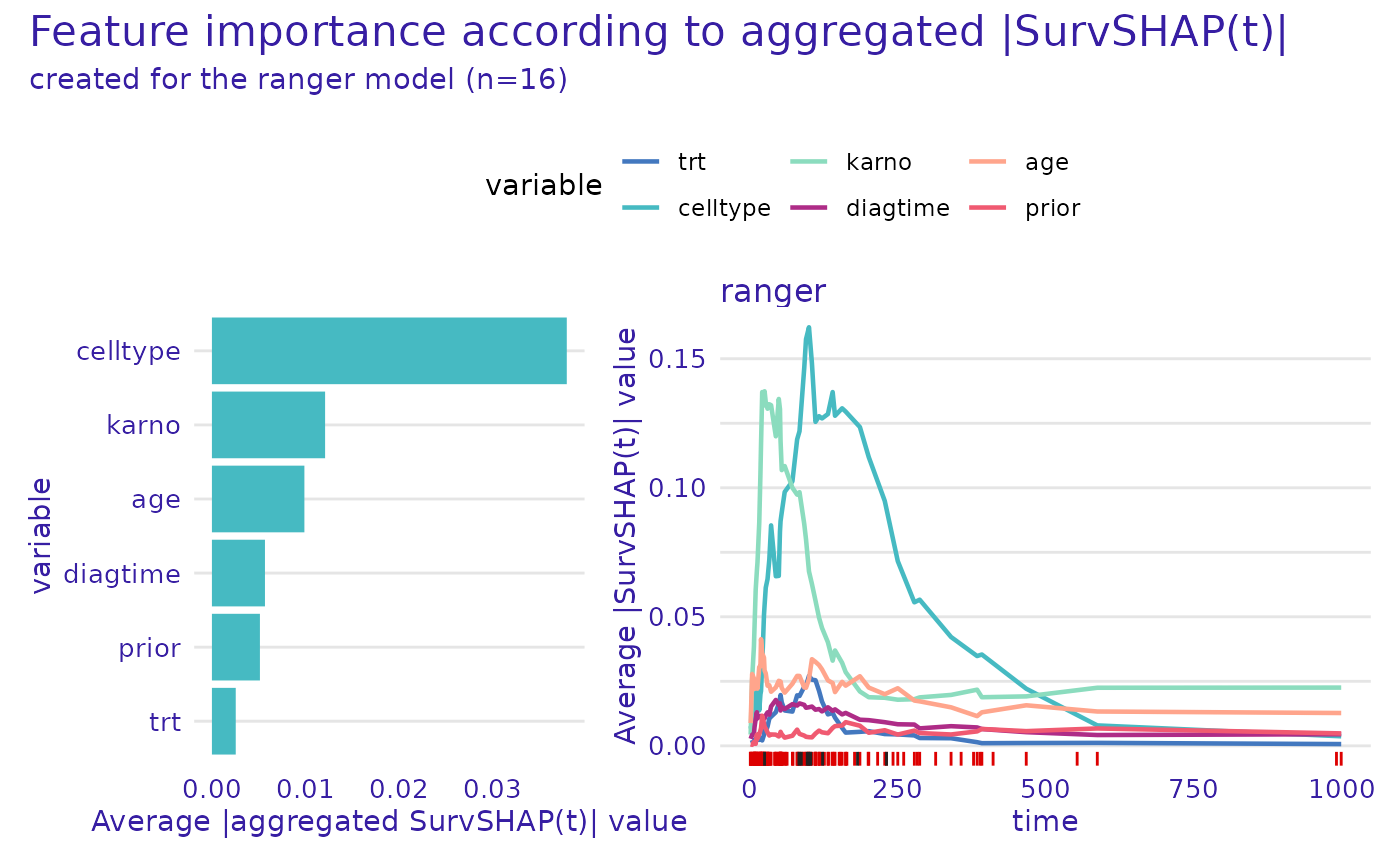 Feature importance according to aggregated |SurvSHAP(t)|
created for the ranger model (n=16)
variable
trt
karno
age
celltype
diagtime
prior
variable
celltype
karno
age
diagtime
prior
trt
0.00 0.01 0.02 0.03
Average |aggregated SurvSHAP(t)| value
ranger
Average |SurvSHAP(t)| value
0.15
0.10
0.05
0.00
0 250 500 750 1000
time